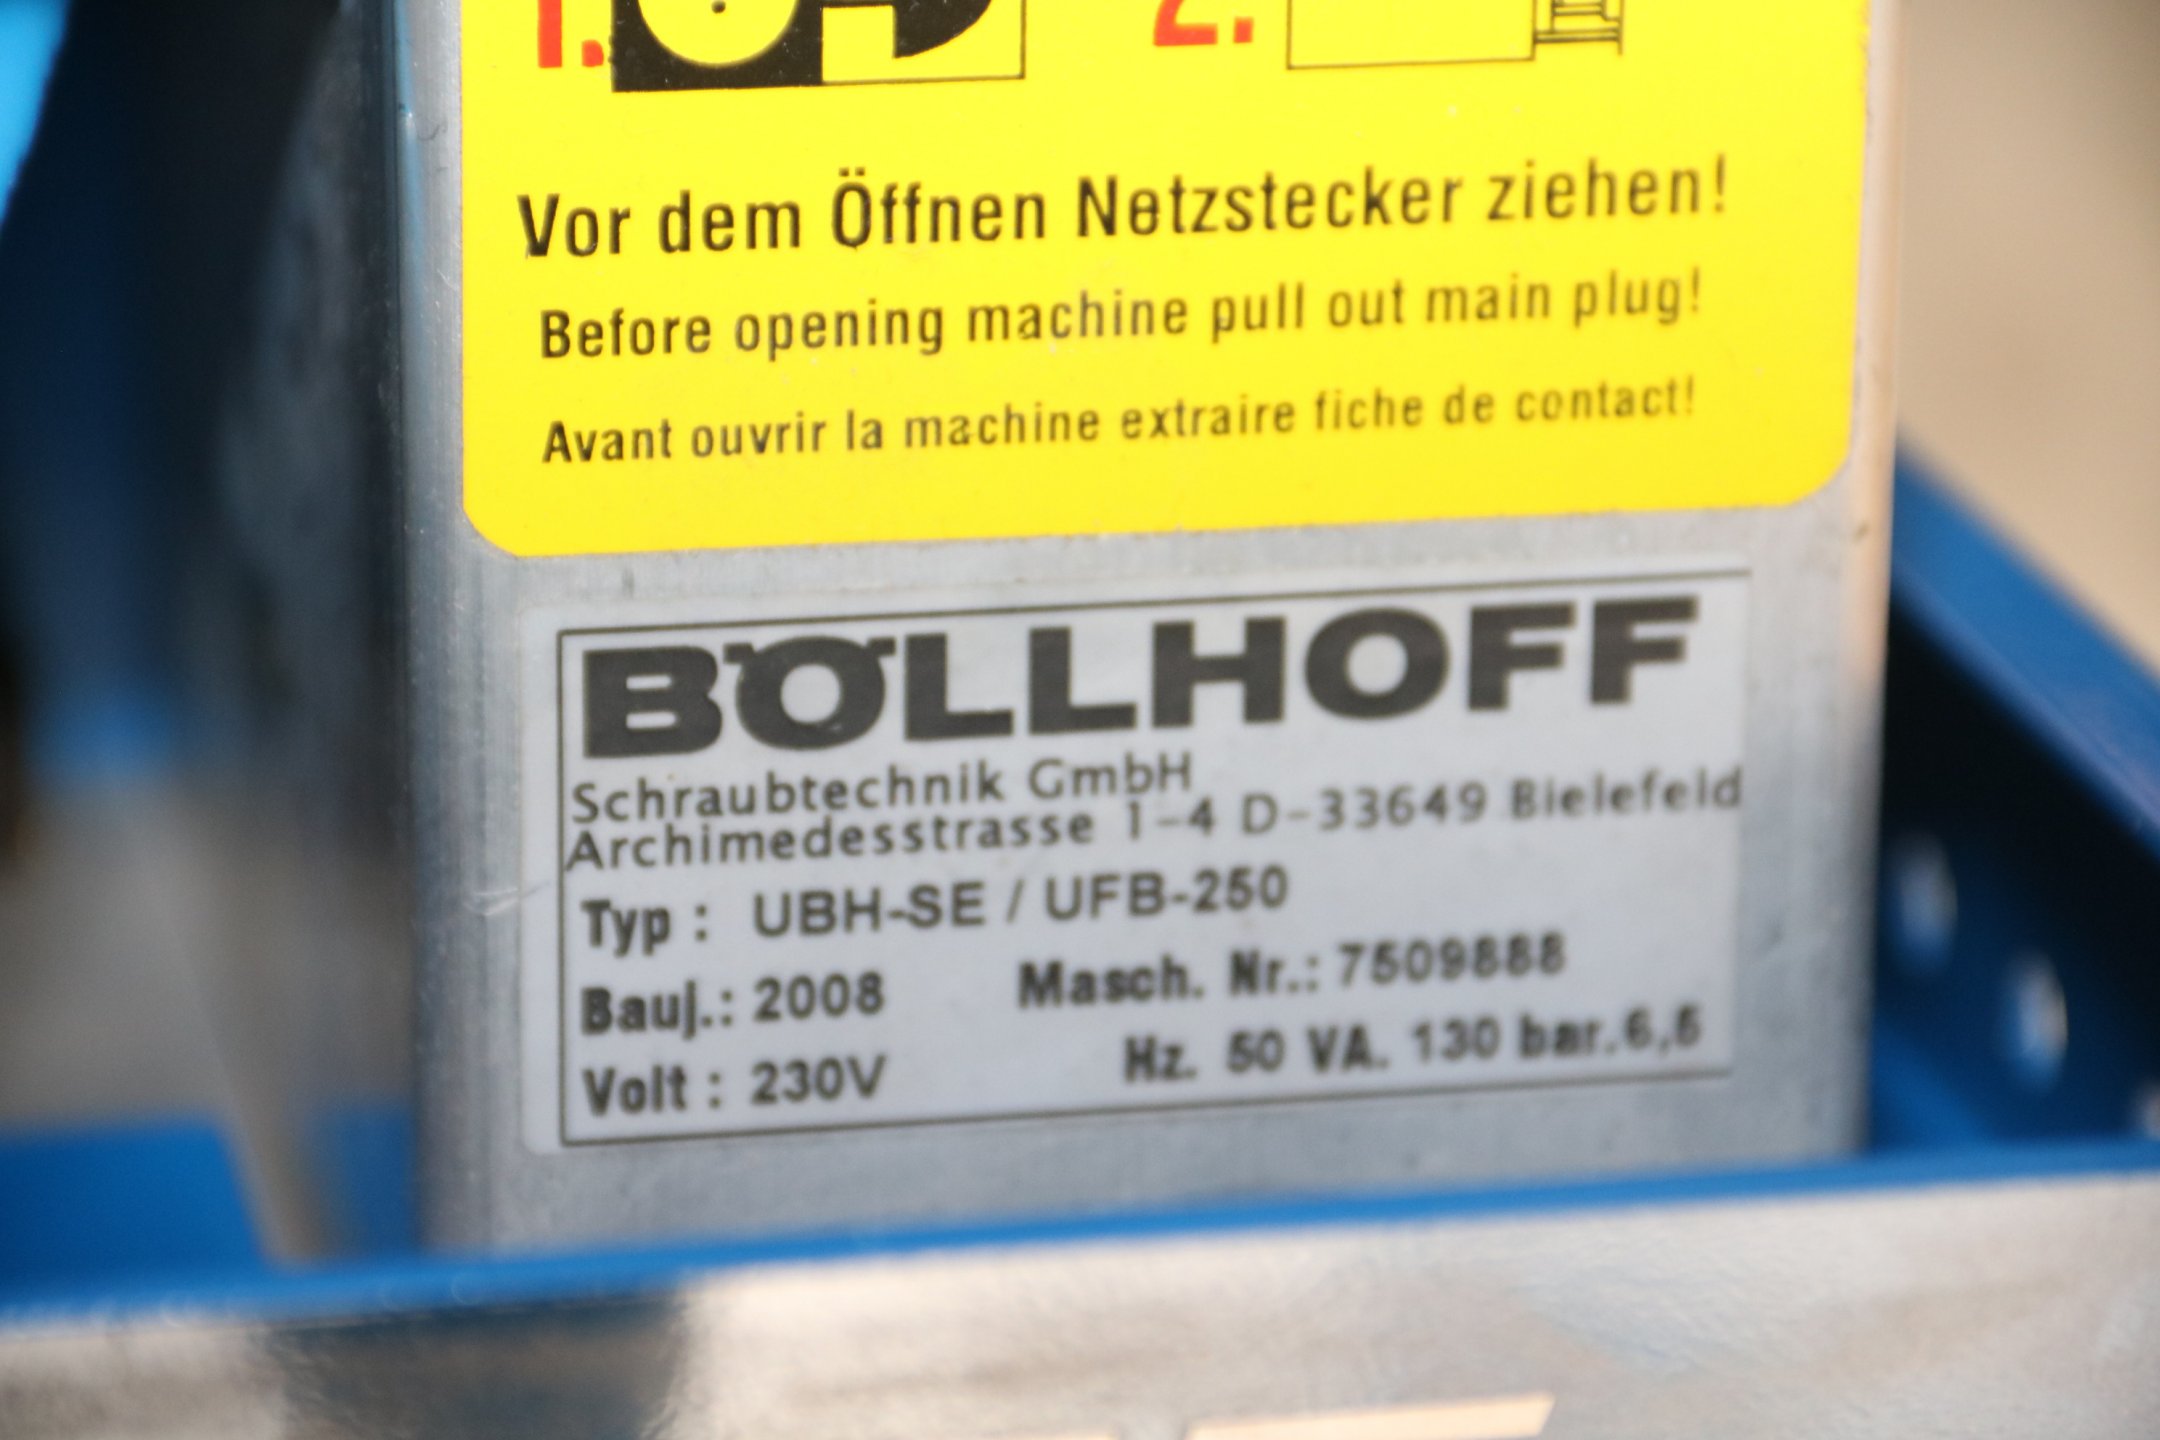 1. 2.
Vor dem Öffnen Netzstecker ziehen!
Before opening machine pull out main plug!
Avant ouvrir la machine extraire fiche de contact!
BÖLLHOFF
Schraubtechnik GmbH
Archimedesstrasse 1-4 D-33649 Bielefeld
Typ : UBH-SE / UFB-250
Bauj.: 2008 Masch. Nr.: 7509888
Volt : 230V Hz. 50 VA. 130 bar.6,5